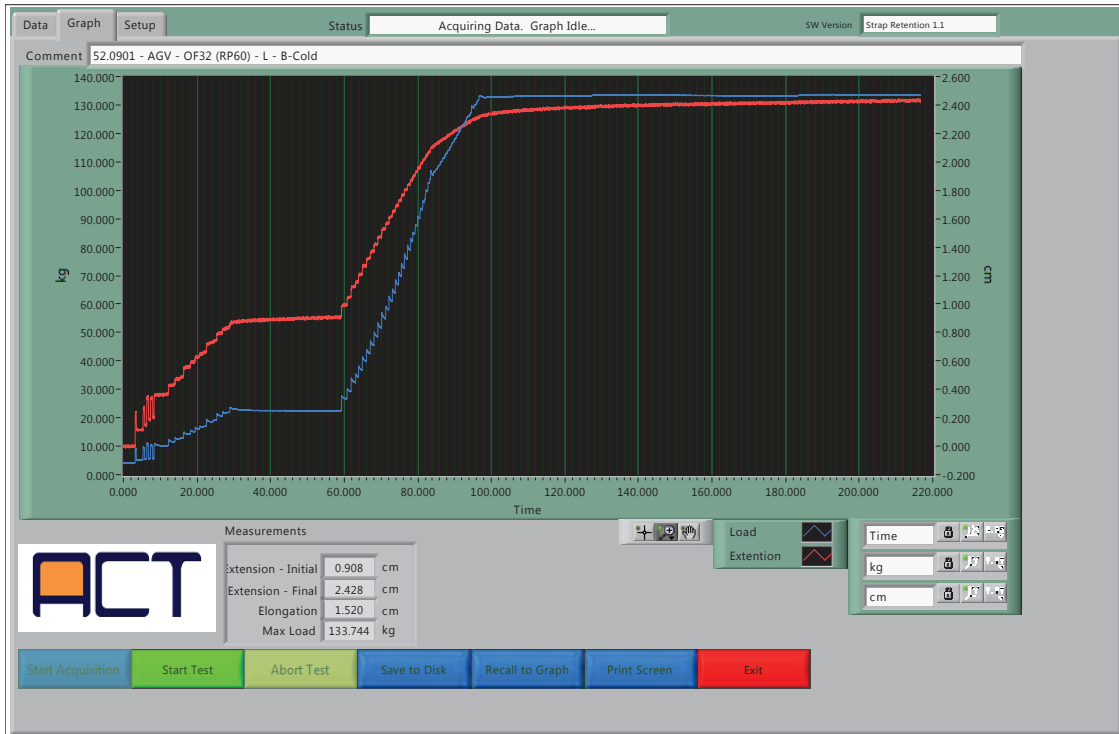 Data Graph Setup Status Acquiring Data. Graph Idle... SW Version Strap Retention 1.1
Comment 52.0901 - AGV - OF32 (RP60) - L - B-Cold
140.000 2.600
130.000 2.400
120.000 2.200
110.000 2.000
100.000 1.800
90.000 1.600
80.000 1.400
70.000 1.200
kg cm
60.000 1.000
50.000 0.800
40.000 0.600
30.000 0.400
20.000 0.200
10.000 0.000
0.000 -0.200
0.000 20.000 40.000 60.000 80.000 100.000 120.000 140.000 160.000 180.000 200.000 220.000
Time
Measurements
Extension - Initial 0.908 cm
Extension - Final 2.428 cm
Elongation 1.520 cm
Max Load 133.744 kg
Load
Extention
Time
kg
cm
ACT
Start Acquisition Start Test Abort Test Save to Disk Recall to Graph Print Screen Exit